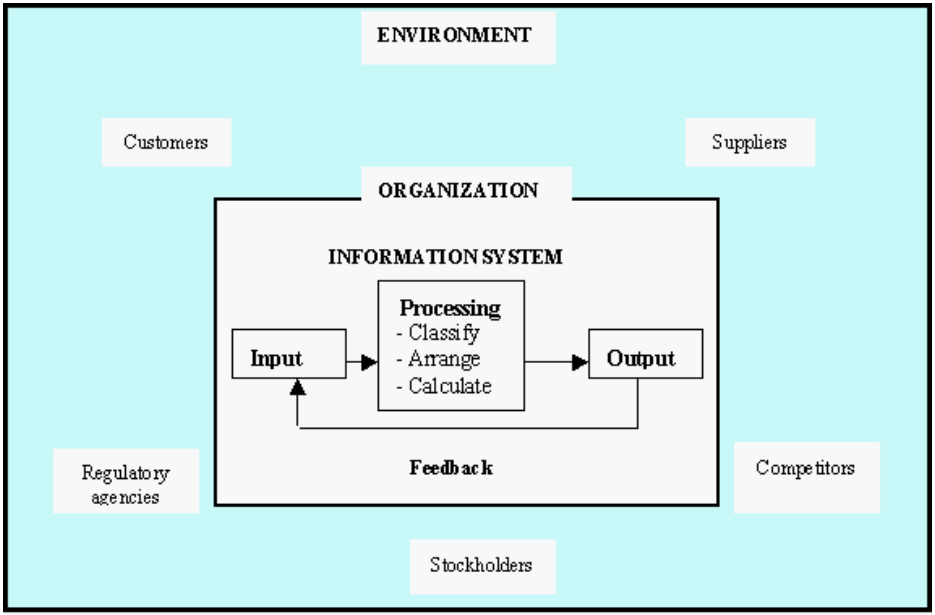 ENVIRONMENT
Customers
Suppliers
ORGANIZATION
INFORMATION SYSTEM
Processing
- Classify
- Arrange
- Calculate
Input
Output
Feedback
Regulatory
agencies
Competitors
Stockholders